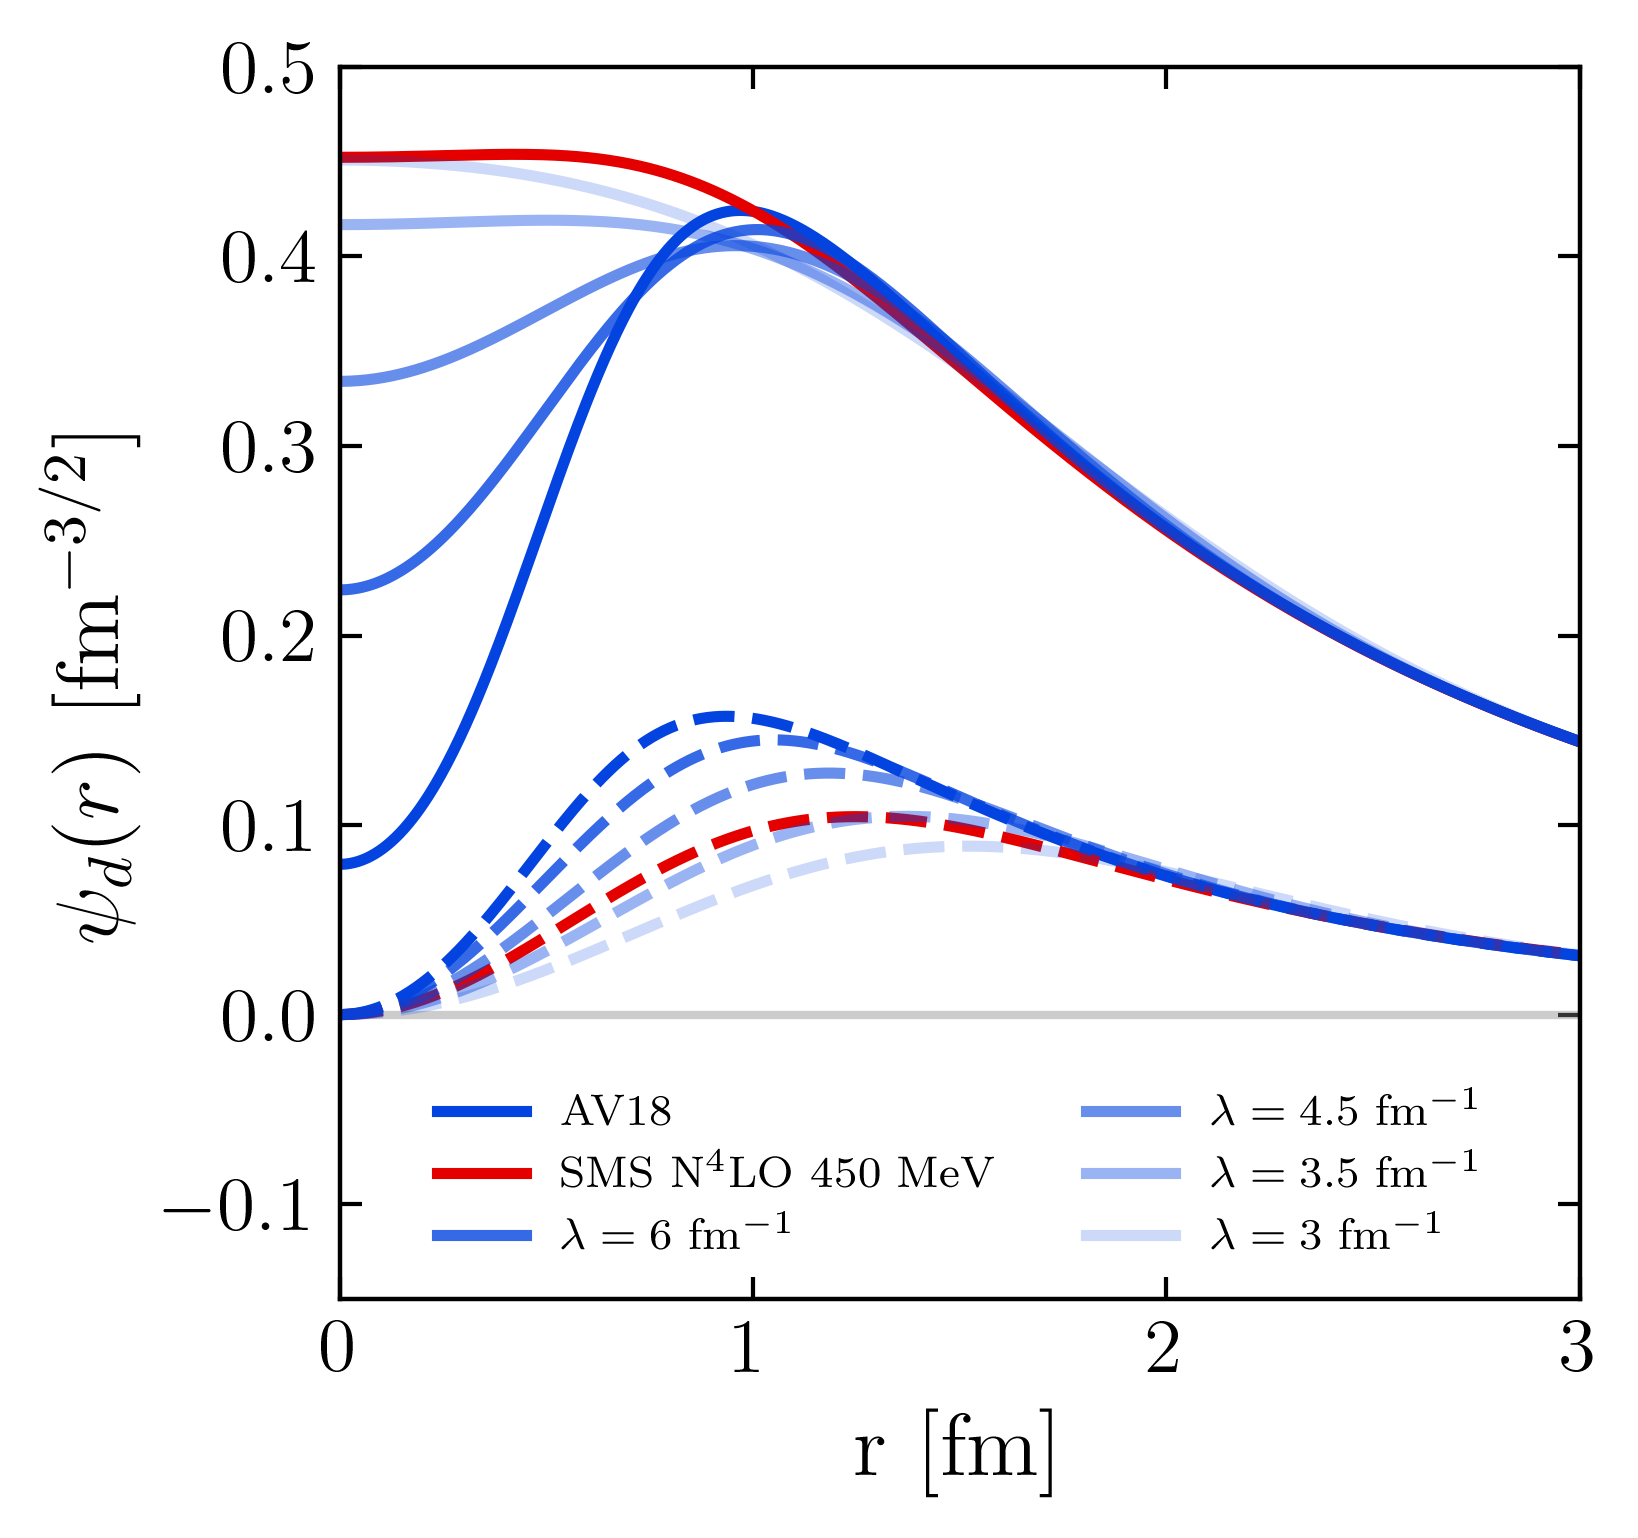 0.5
0.4
0.3
0.2
0.1
0.0
−0.1
ψ_d(r) [fm^{−3/2}]
AV18
SMS N⁴LO 450 MeV
λ = 6 fm⁻¹
λ = 4.5 fm⁻¹
λ = 3.5 fm⁻¹
λ = 3 fm⁻¹
0 1 2 3
r [fm]